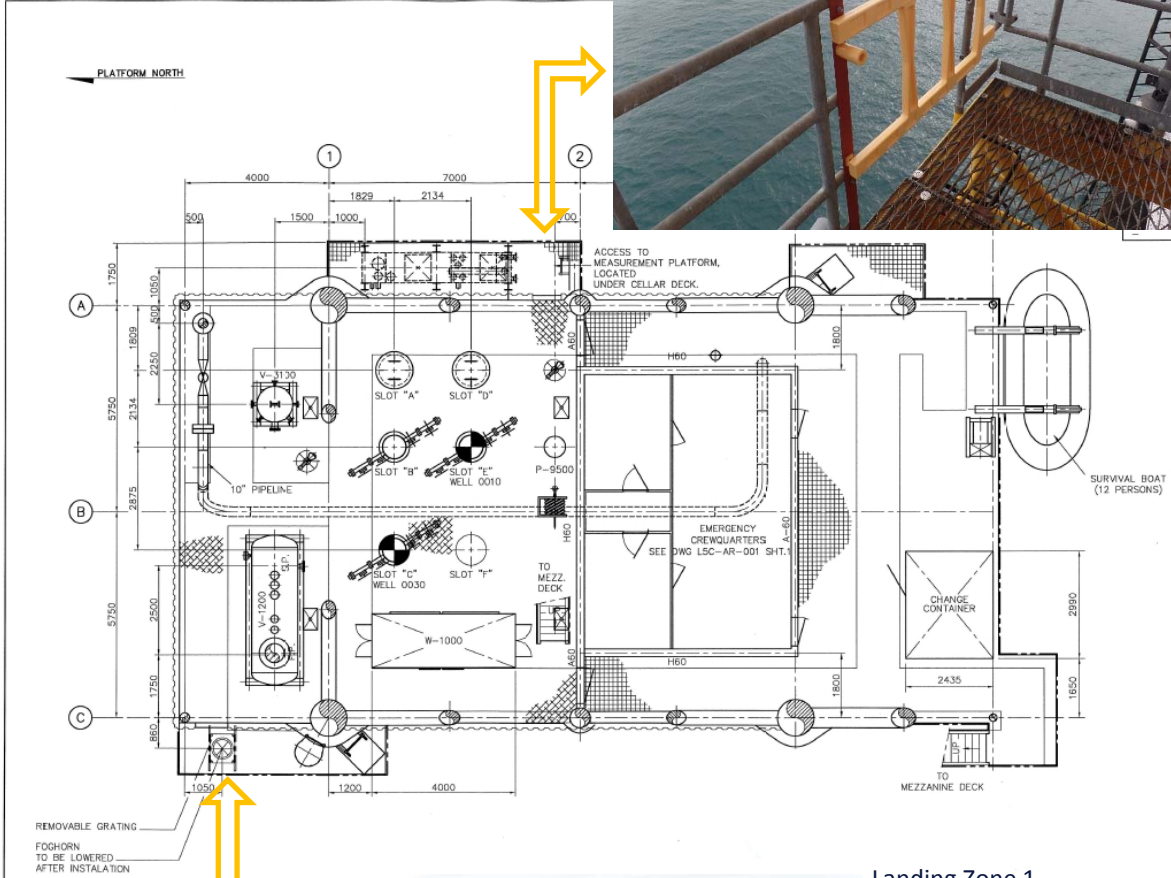 PLATFORM NORTH
1
2
4000
7000
1829
2134
500
1500
1000
700
ACCESS TO
MEASUREMENT PLATFORM,
LOCATED
UNDER CELLAR DECK.
1750
1050
A
500
1809
1800
A60
H60
2250
V-3100
5750
SLOT "A"
SLOT "D"
2134
SLOT "B"
SLOT "E"
WELL 0010
P-9500
10" PIPELINE
SURVIVAL BOAT
(12 PERSONS)
2875
B
H60
EMERGENCY
CREWQUARTERS
SEE DWG L5C-AR-001 SHT.1
A-60
SLOT "C"
WELL 0030
SLOT "F"
TO
MEZZ.
DECK
2500
V-1200
5750
W-1000
CHANGE
CONTAINER
2990
A60
H60
1750
1800
2435
1650
C
860
UP
TO
MEZZANINE DECK
1050
1200
4000
REMOVABLE GRATING
FOGHORN
TO BE LOWERED
AFTER INSTALATION